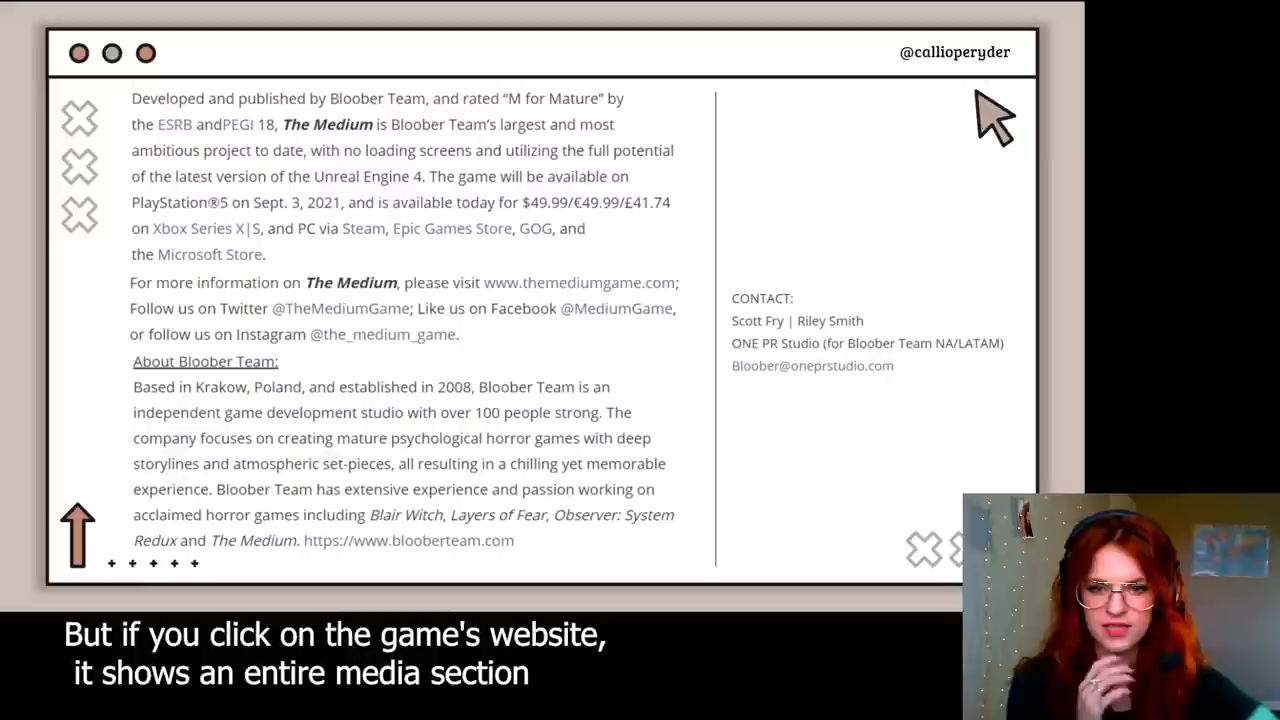 @callioperyder
Developed and published by Bloober Team, and rated “M for Mature” by
the ESRB andPEGI 18, The Medium is Bloober Team’s largest and most
ambitious project to date, with no loading screens and utilizing the full potential
of the latest version of the Unreal Engine 4. The game will be available on
PlayStation®5 on Sept. 3, 2021, and is available today for $49.99/€49.99/£41.74
on Xbox Series X|S, and PC via Steam, Epic Games Store, GOG, and
the Microsoft Store.
For more information on The Medium, please visit www.themediumgame.com;
Follow us on Twitter @TheMediumGame; Like us on Facebook @MediumGame,
or follow us on Instagram @the_medium_game.
About Bloober Team:
Based in Krakow, Poland, and established in 2008, Bloober Team is an
independent game development studio with over 100 people strong. The
company focuses on creating mature psychological horror games with deep
storylines and atmospheric set-pieces, all resulting in a chilling yet memorable
experience. Bloober Team has extensive experience and passion working on
acclaimed horror games including Blair Witch, Layers of Fear, Observer: System
Redux and The Medium. https://www.blooberteam.com
CONTACT:
Scott Fry | Riley Smith
ONE PR Studio (for Bloober Team NA/LATAM)
Bloober@oneprstudio.com
But if you click on the game's website,
it shows an entire media section